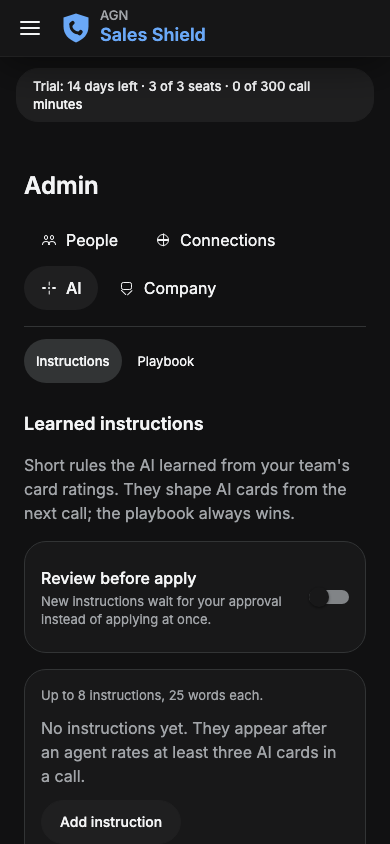 AGN
Sales Shield
Trial: 14 days left · 3 of 3 seats · 0 of 300 call
minutes
Admin
People
Connections
AI
Company
Instructions
Playbook
Learned instructions
Short rules the AI learned from your team's
card ratings. They shape AI cards from the
next call; the playbook always wins.
Review before apply
New instructions wait for your approval
instead of applying at once.
Up to 8 instructions, 25 words each.
No instructions yet. They appear after
an agent rates at least three AI cards in
a call.
Add instruction